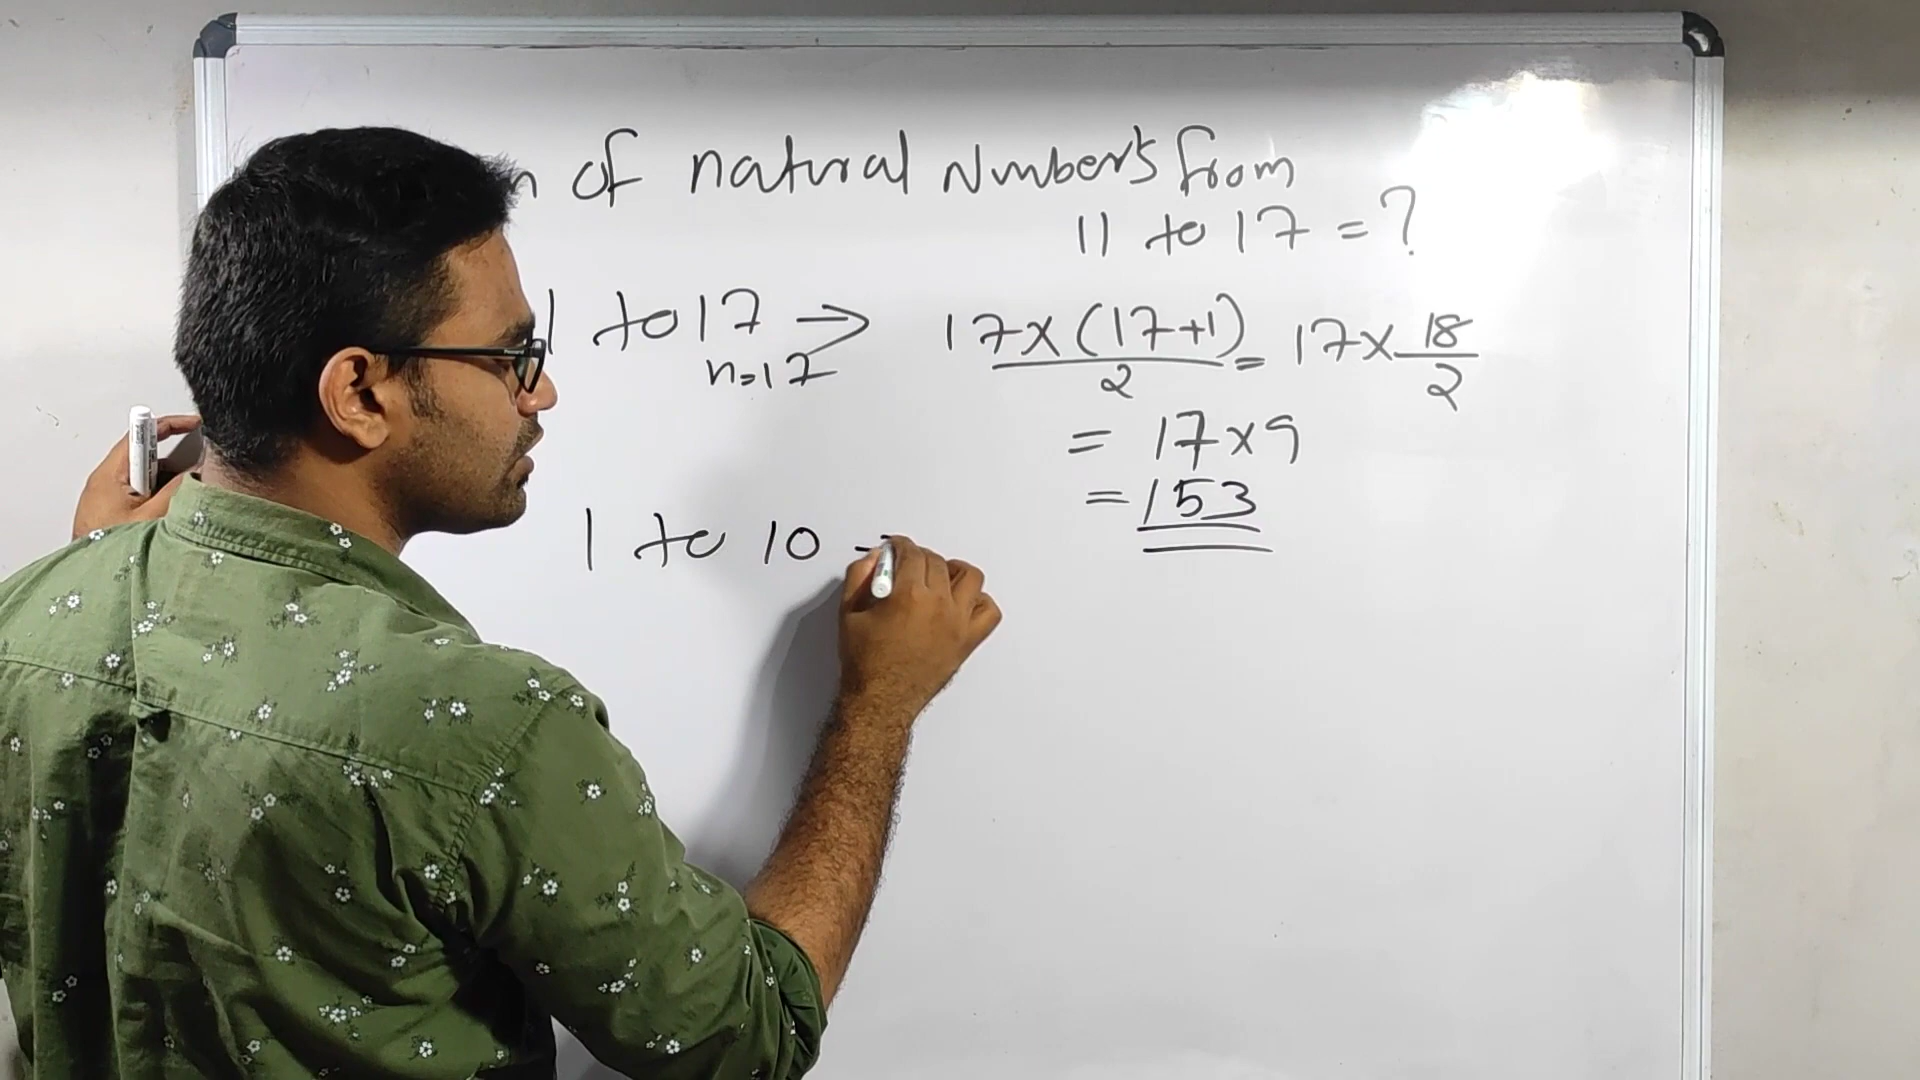 of natural Numbers from
11 to 17 = ?
1 to 17 → 17×(17+1)/2 = 17×18/2
n=17
= 17×9
= 153
1 to 10